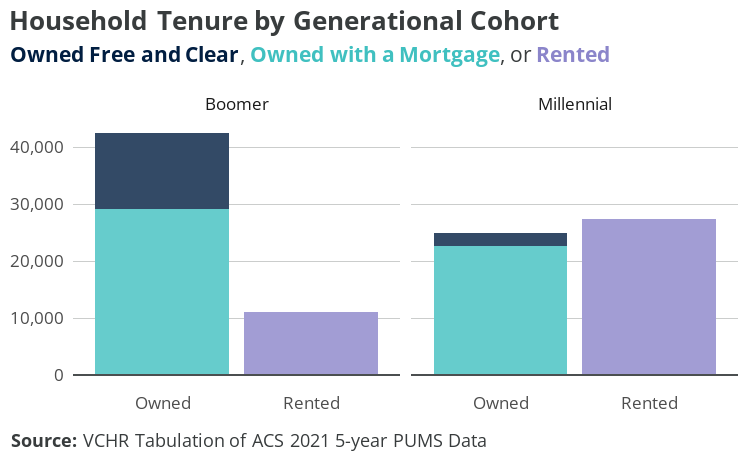 Household Tenure by Generational Cohort
Owned Free and Clear, Owned with a Mortgage, or Rented
Boomer
Millennial
40,000
30,000
20,000
10,000
0
Owned
Rented
Owned
Rented
Source: VCHR Tabulation of ACS 2021 5-year PUMS Data